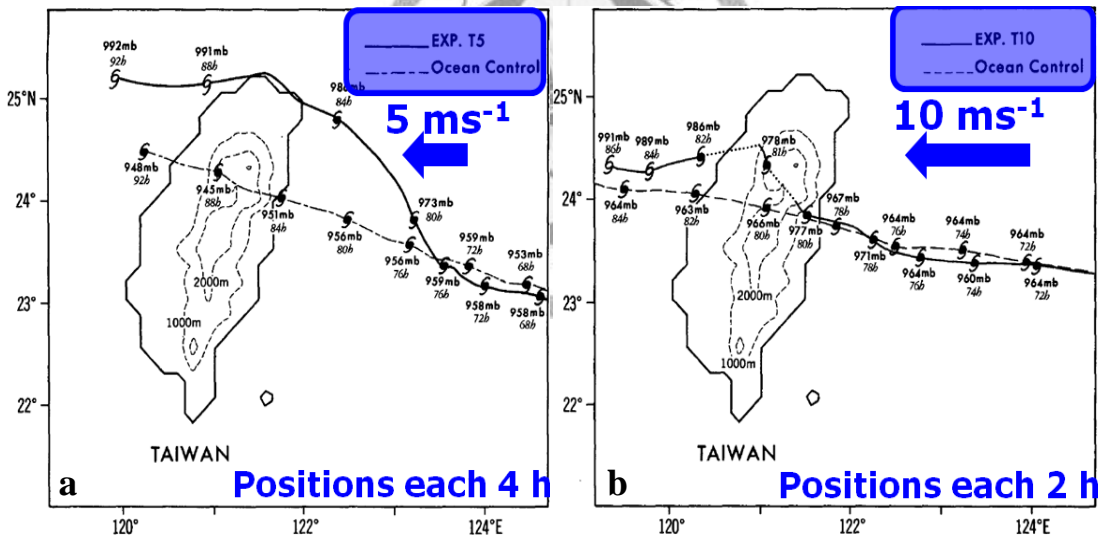 EXP. T5
Ocean Control
5 ms-1
992mb
92h
991mb
88h
84h
973mb
80h
948mb
92h
945mb
88h
951mb
84h
956mb
80h
956mb
76h
959mb
72h
959mb
76h
958mb
72h
953mb
68h
958mb
68h
25°N
24°
23°
22°
2000m
1000m
TAIWAN
a
Positions each 4 h
120°
122°
124°E
EXP. T10
Ocean Control
10 ms-1
991mb
86h
989mb
84h
986mb
82h
978mb
81h
967mb
78h
964mb
84h
963mb
82h
966mb
80h
977mb
80h
971mb
78h
964mb
76h
964mb
76h
964mb
74h
960mb
74h
964mb
72h
964mb
72h
25°N
24°
23°
22°
2000m
1000m
TAIWAN
b
Positions each 2 h
120°
122°
124°E